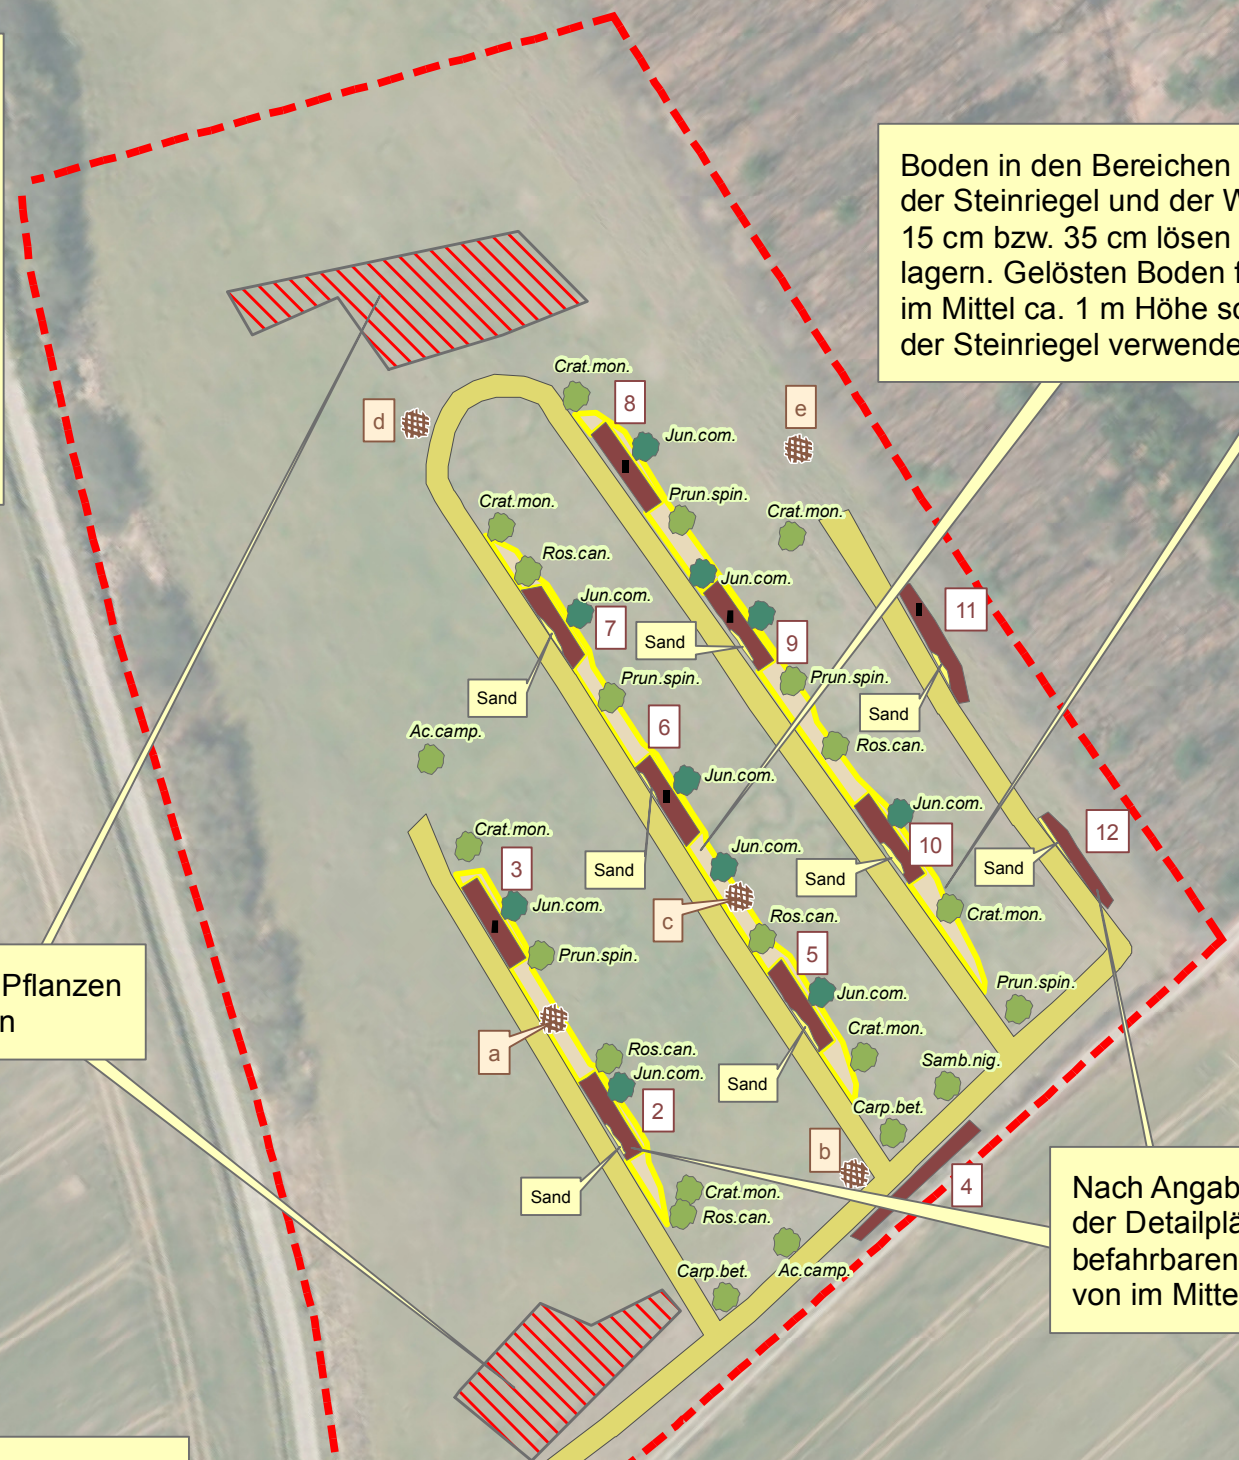 Boden in den Bereichen
der Steinriegel und der W
15 cm bzw. 35 cm lösen
lagern. Gelösten Boden f
im Mittel ca. 1 m Höhe so
der Steinriegel verwende
Crat.mon.
8
e
d
Jun.com.
Crat.mon.
Prun.spin.
Crat.mon.
Ros.can.
Jun.com.
Jun.com.
11
7
Sand
9
Prun.spin.
Prun.spin.
Sand
Sand
6
Ac.camp.
Ros.can.
Jun.com.
Jun.com.
Crat.mon.
12
10
3
Jun.com.
Sand
Sand
Sand
Jun.com.
c
Ros.can.
Crat.mon.
Prun.spin.
5
Pflanzen
n
Prun.spin.
Jun.com.
a
Crat.mon.
Ros.can.
Samb.nig.
Jun.com.
Sand
2
Carp.bet.
b
Sand
Crat.mon.
4
Ros.can.
Nach Angab
der Detailplä
befahrbaren
von im Mitte
Carp.bet.
Ac.camp.